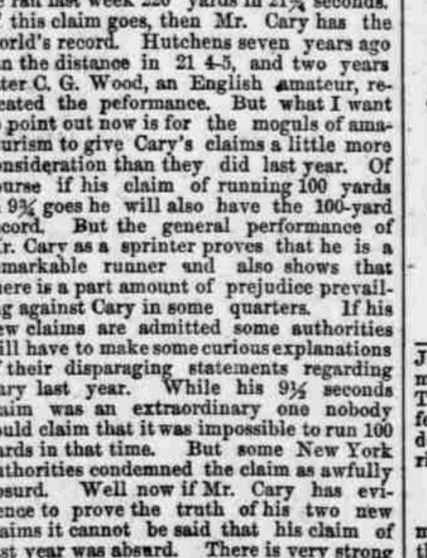 ran last week 220 yards in 21¾ seconds.
this claim goes, then Mr. Cary has the
orld's record. Hutchens seven years ago
n the distance in 21 4-5, and two years
ter C. G. Wood, an English amateur, re-
eated the peformance. But what I want
point out now is for the moguls of ama-
urism to give Cary's claims a little more
onsideration than they did last year. Of
urse if his claim of running 100 yards
9¾ goes he will also have the 100-yard
cord. But the general performance of
r. Cary as a sprinter proves that he is a
markable runner and also shows that
ere is a part amount of prejudice prevail-
g against Cary in some quarters. If his
ew claims are admitted some authorities
ill have to make some curious explanations
their disparaging statements regarding
ary last year. While his 9½ seconds
aim was an extraordinary one nobody
uld claim that it was impossible to run 100
ards in that time. But some New York
uthorities condemned the claim as awfully
bsurd. Well now if Mr. Cary has evi-
ence to prove the truth of his two new
aims it cannot be said that his claim of
st year was absurd. There is very strong